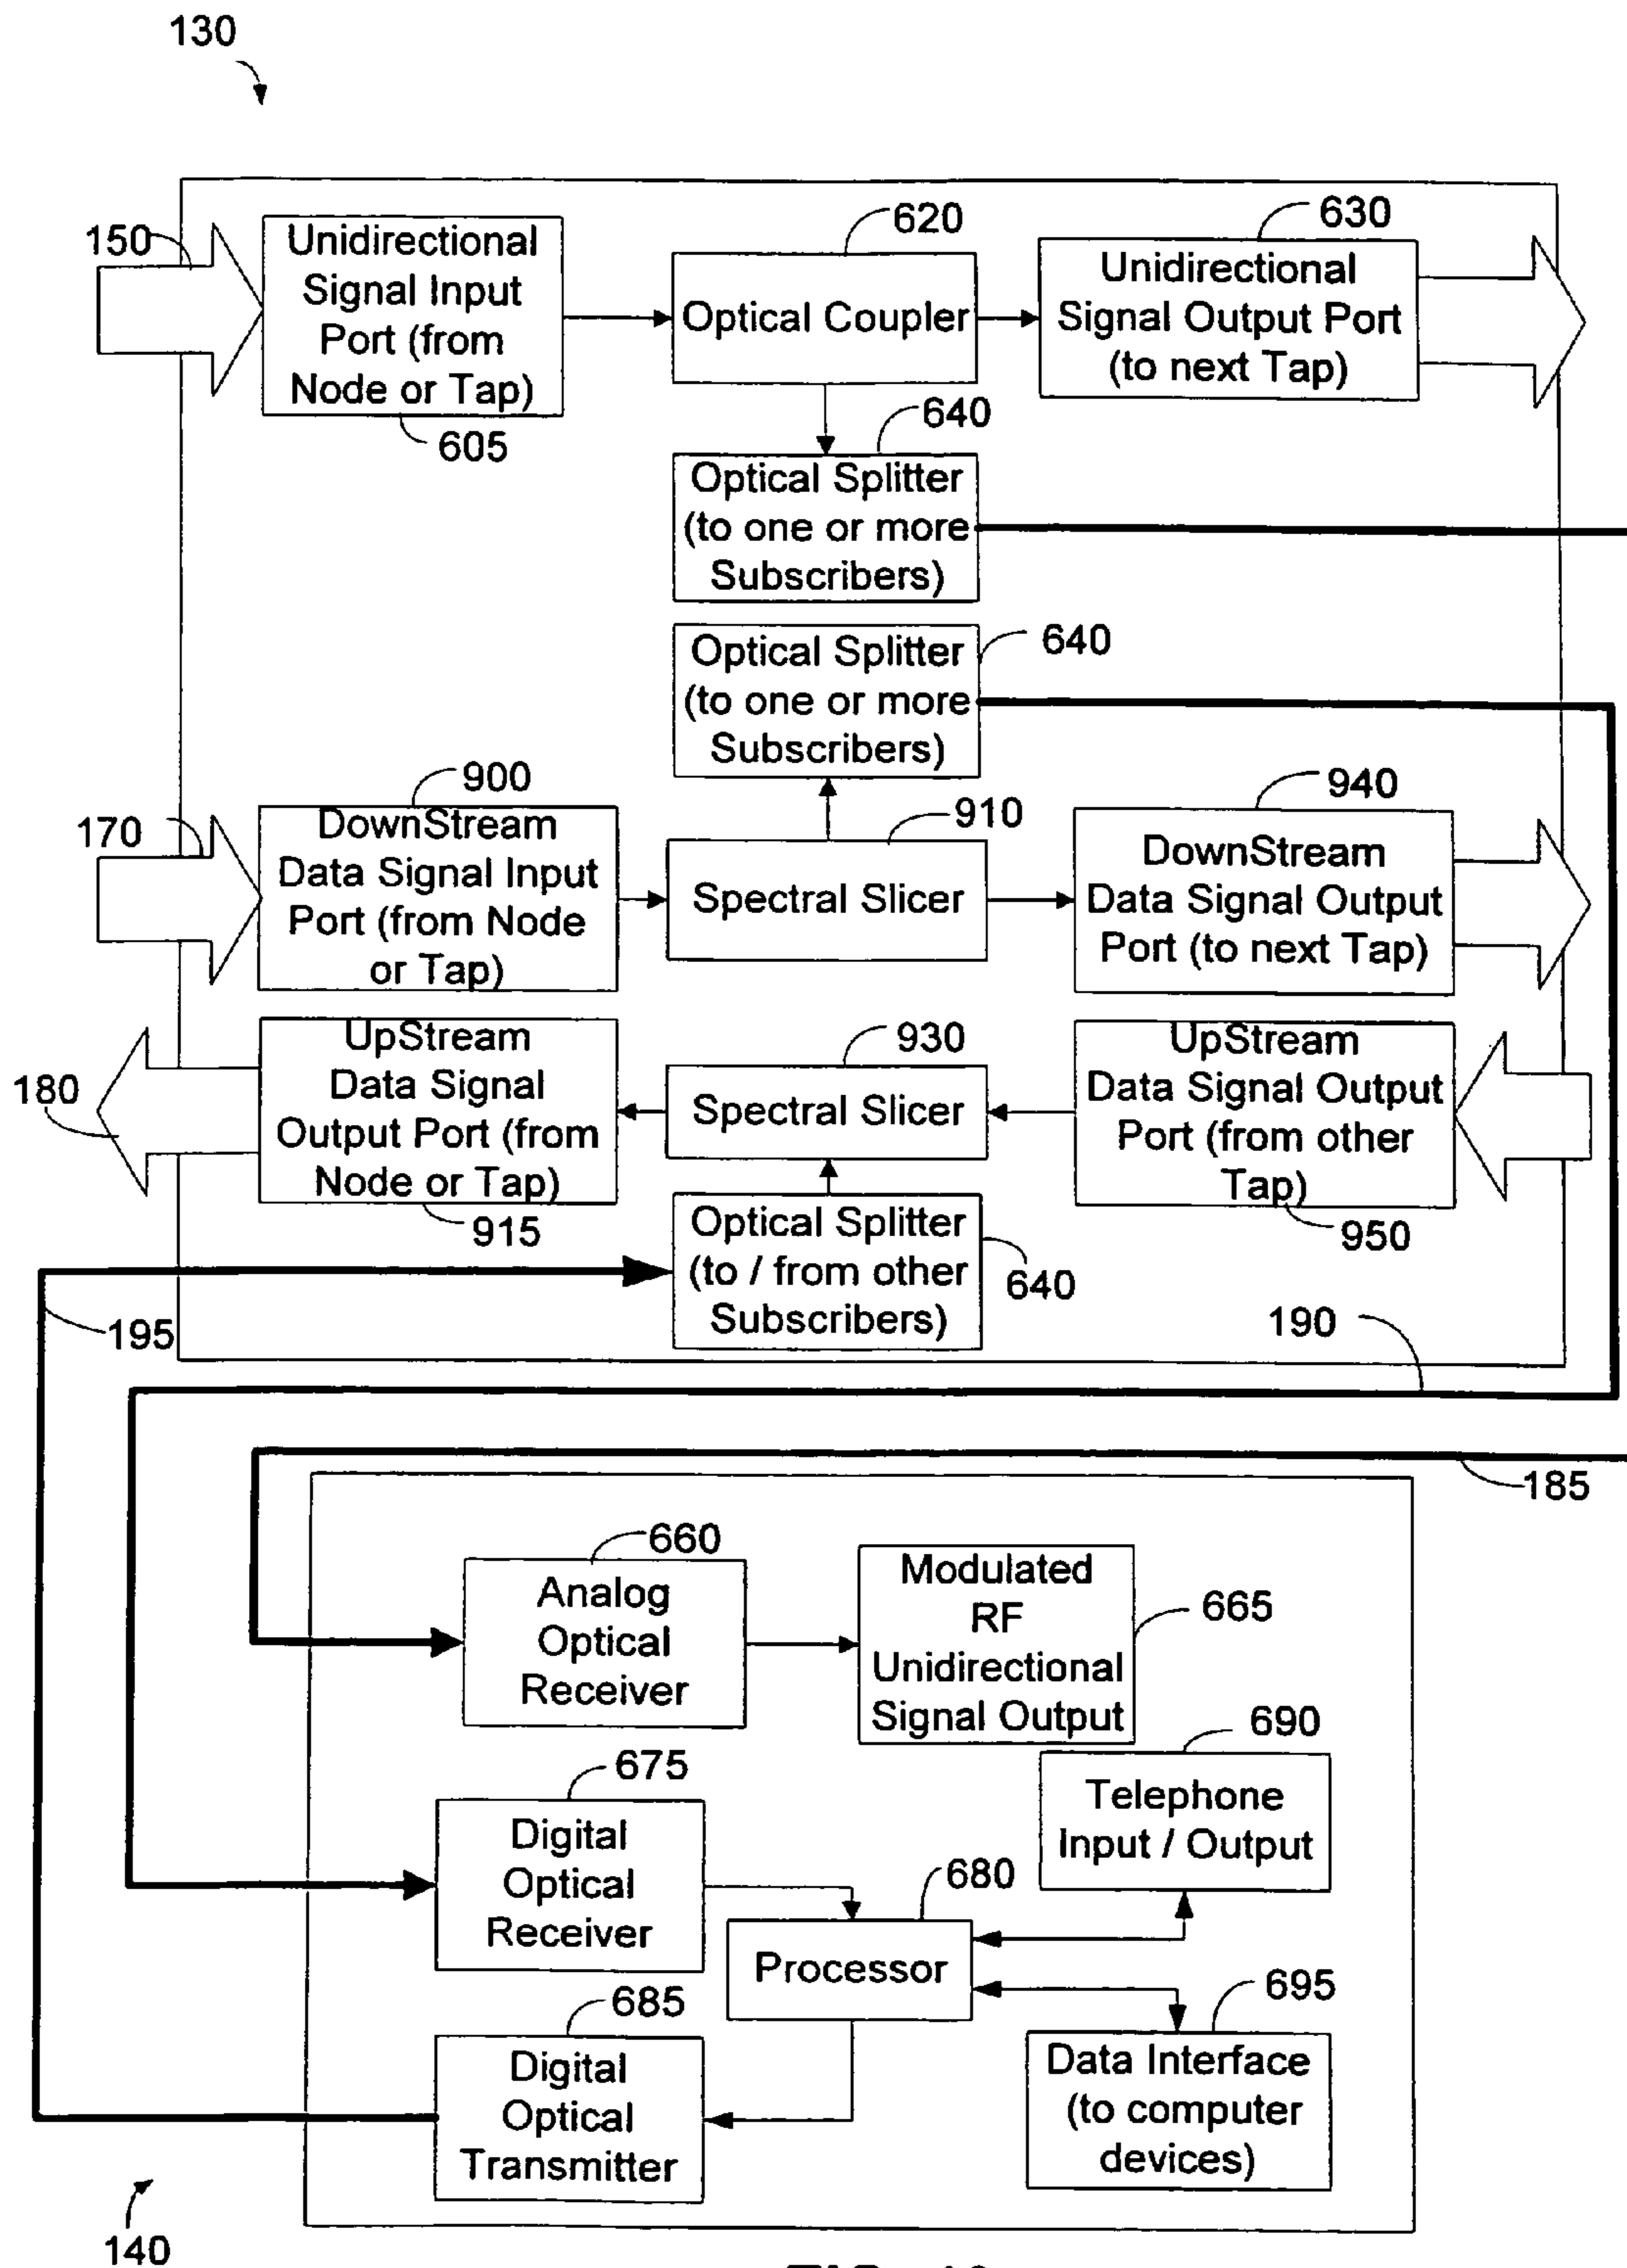 130
150
Unidirectional
Signal Input
Port (from
Node or Tap)
605
620
Optical Coupler
630
Unidirectional
Signal Output Port
(to next Tap)
640
Optical Splitter
(to one or more
Subscribers)
Optical Splitter
(to one or more
Subscribers)
640
170
900
DownStream
Data Signal Input
Port (from Node
or Tap)
910
Spectral Slicer
940
DownStream
Data Signal Output
Port (to next Tap)
180
UpStream
Data Signal
Output Port (from
Node or Tap)
915
930
Spectral Slicer
UpStream
Data Signal Output
Port (from other
Tap)
950
Optical Splitter
(to / from other
Subscribers)
640
195
190
185
660
Analog
Optical
Receiver
Modulated
RF
Unidirectional
Signal Output
665
690
Telephone
Input / Output
675
Digital
Optical
Receiver
680
Processor
685
Digital
Optical
Transmitter
695
Data Interface
(to computer
devices)
140